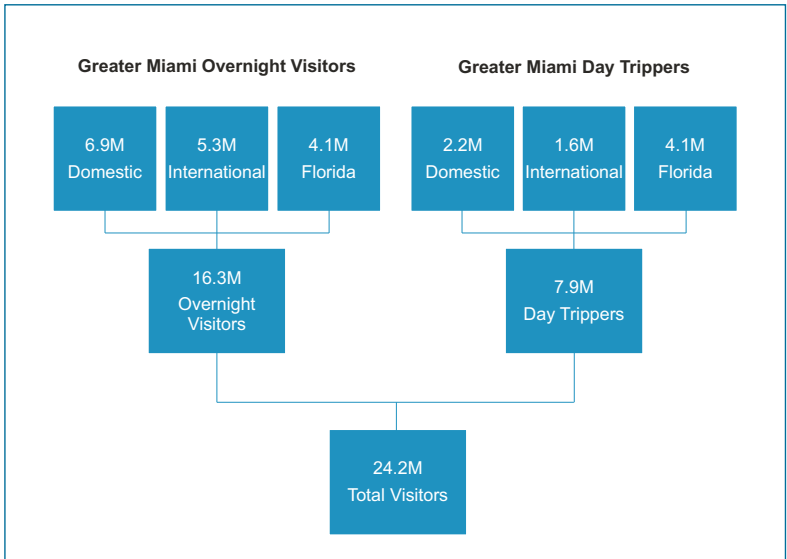 Greater Miami Overnight Visitors
Greater Miami Day Trippers
6.9M
Domestic
5.3M
International
4.1M
Florida
2.2M
Domestic
1.6M
International
4.1M
Florida
16.3M
Overnight
Visitors
7.9M
Day Trippers
24.2M
Total Visitors